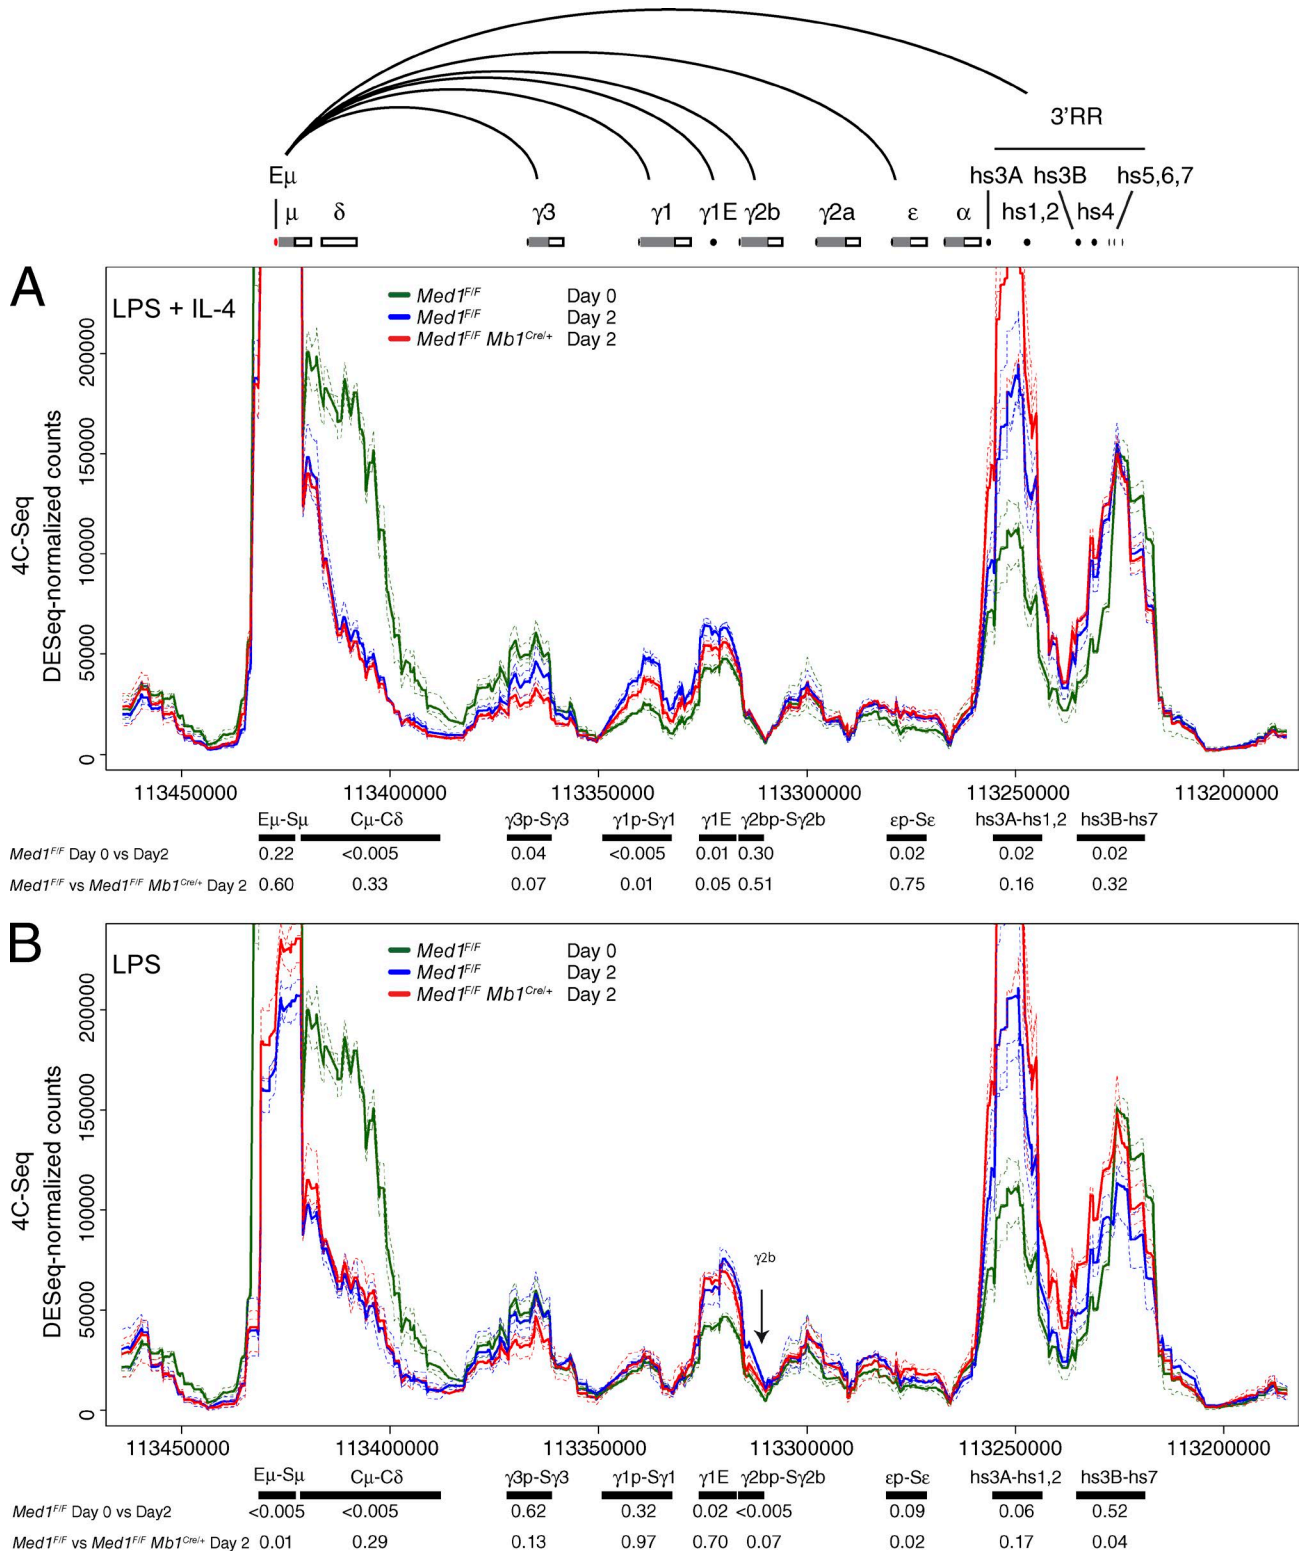 3'RR
Eμ hs3A hs3B hs5,6,7
μ δ γ3 γ1 γ1E γ2b γ2a ε α hs1,2 hs4
A
LPS + IL-4
Med1F/F Day 0
Med1F/F Day 2
Med1F/F Mb1Cre/+ Day 2
4C-Seq
DESeq-normalized counts
200000
150000
100000
50000
0
113450000 113400000 113350000 113300000 113250000 113200000
Eμ-Sμ Cμ-Cδ γ3p-Sγ3 γ1p-Sγ1 γ1E γ2bp-Sγ2b εp-Sε hs3A-hs1,2 hs3B-hs7
Med1F/F Day 0 vs Day2 0.22 <0.005 0.04 <0.005 0.01 0.30 0.02 0.02 0.02
Med1F/F vs Med1F/F Mb1Cre/+ Day 2 0.60 0.33 0.07 0.01 0.05 0.51 0.75 0.16 0.32
B
LPS
Med1F/F Day 0
Med1F/F Day 2
Med1F/F Mb1Cre/+ Day 2
4C-Seq
DESeq-normalized counts
200000
150000
100000
50000
0
γ2b
113450000 113400000 113350000 113300000 113250000 113200000
Eμ-Sμ Cμ-Cδ γ3p-Sγ3 γ1p-Sγ1 γ1E γ2bp-Sγ2b εp-Sε hs3A-hs1,2 hs3B-hs7
Med1F/F Day 0 vs Day2 <0.005 <0.005 0.62 0.32 0.02 <0.005 0.09 0.06 0.52
Med1F/F vs Med1F/F Mb1Cre/+ Day 2 0.01 0.29 0.13 0.97 0.70 0.07 0.02 0.17 0.04